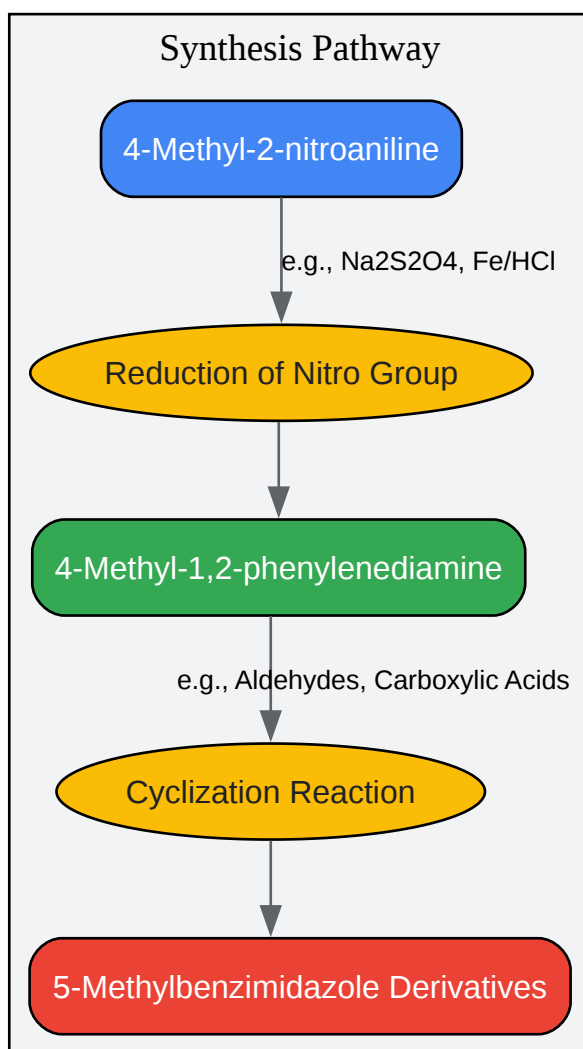 Synthesis Pathway
4-Methyl-2-nitroaniline
e.g., Na2S2O4, Fe/HCl
Reduction of Nitro Group
4-Methyl-1,2-phenylenediamine
e.g., Aldehydes, Carboxylic Acids
Cyclization Reaction
5-Methylbenzimidazole Derivatives